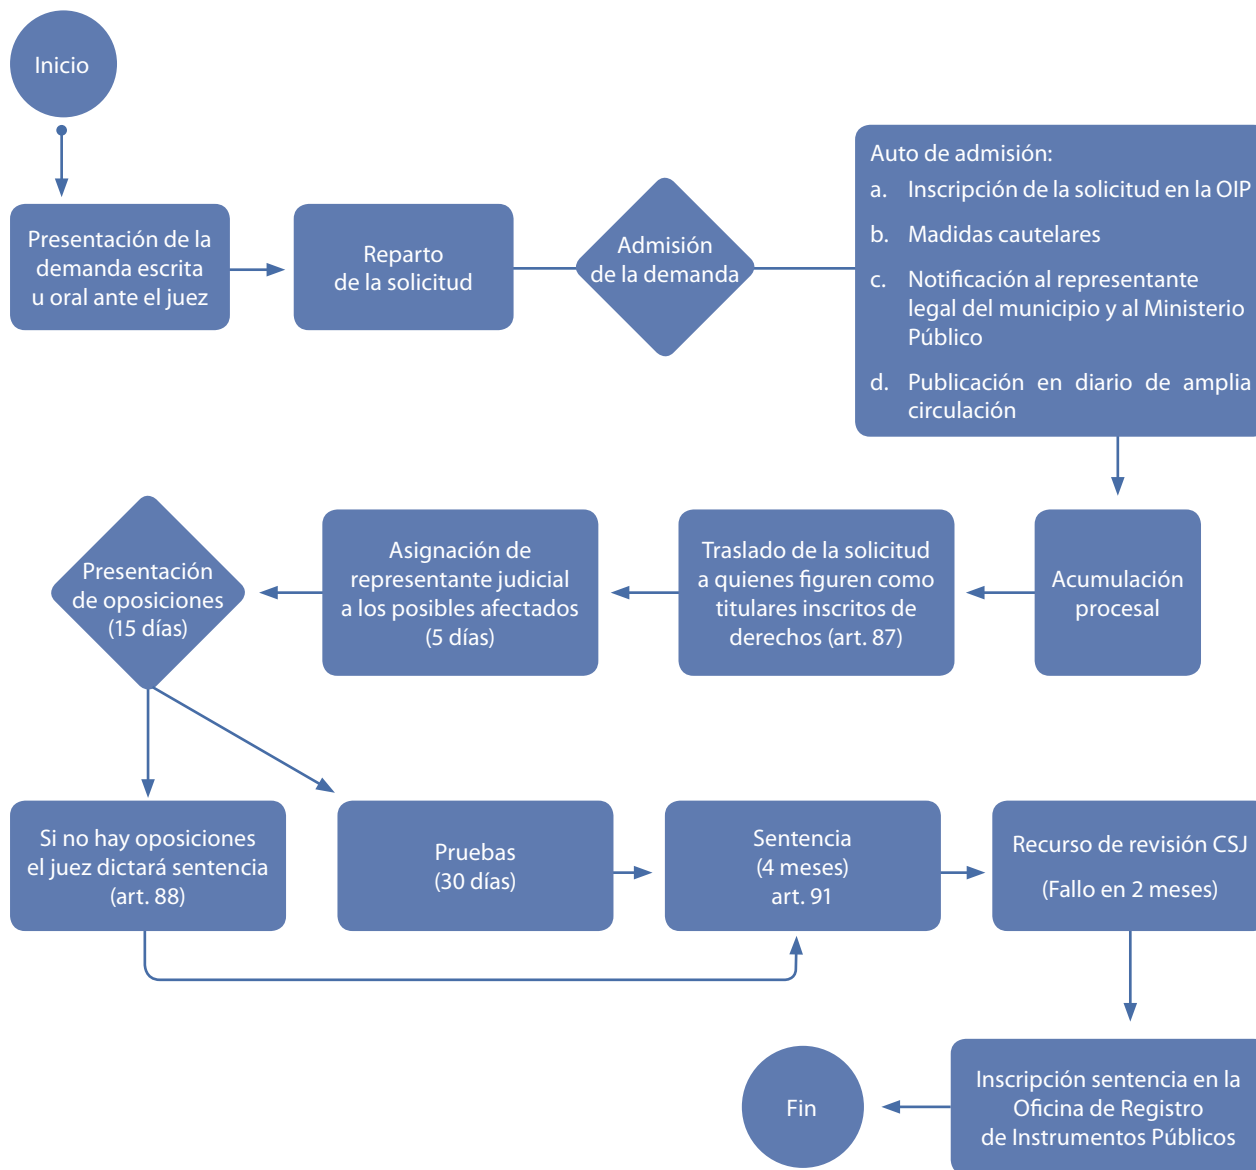 Inicio
Presentación de la
demanda escrita
u oral ante el juez
Reparto
de la solicitud
Admisión
de la demanda
Auto de admisión:
a. Inscripción de la solicitud en la OIP
b. Madidas cautelares
c. Notificación al representante
legal del municipio y al Ministerio
Público
d. Publicación en diario de amplia
circulación
Acumulación
procesal
Traslado de la solicitud
a quienes figuren como
titulares inscritos de
derechos (art. 87)
Asignación de
representante judicial
a los posibles afectados
(5 días)
Presentación
de oposiciones
(15 días)
Si no hay oposiciones
el juez dictará sentencia
(art. 88)
Pruebas
(30 días)
Sentencia
(4 meses)
art. 91
Recurso de revisión CSJ
(Fallo en 2 meses)
Inscripción sentencia en la
Oficina de Registro
de Instrumentos Públicos
Fin